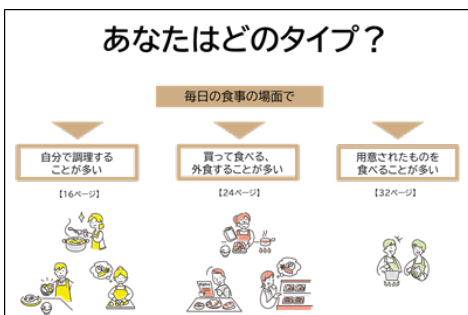 あなたはどのタイプ？
毎日の食事の場面で
自分で調理する
ことが多い
【16ページ】
買って食べる、
外食することが多い
【24ページ】
用意されたものを
食べることが多い
【32ページ】